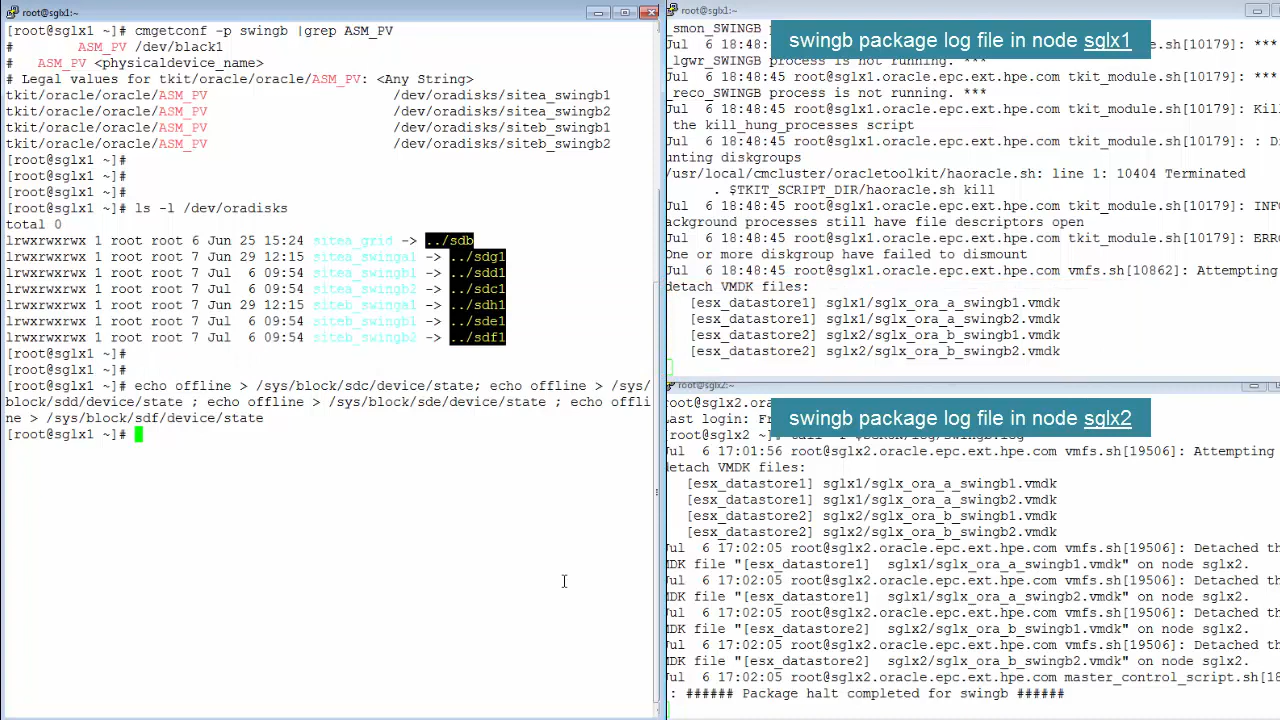 root@sglx1:~
[root@sglx1 ~]# cmgetconf -p swingb |grep ASM_PV
#       ASM_PV /dev/black1
#   ASM_PV <physicaldevice_name>
# Legal values for tkit/oracle/oracle/ASM_PV: <Any String>
tkit/oracle/oracle/ASM_PV                       /dev/oradisks/sitea_swingb1
tkit/oracle/oracle/ASM_PV                       /dev/oradisks/sitea_swingb2
tkit/oracle/oracle/ASM_PV                       /dev/oradisks/siteb_swingb1
tkit/oracle/oracle/ASM_PV                       /dev/oradisks/siteb_swingb2
[root@sglx1 ~]#
[root@sglx1 ~]#
[root@sglx1 ~]#
[root@sglx1 ~]# ls -l /dev/oradisks
total 0
lrwxrwxrwx 1 root root 6 Jun 25 15:24 sitea_grid -> ../sdb
lrwxrwxrwx 1 root root 7 Jun 29 12:15 sitea_swinga1 -> ../sdg1
lrwxrwxrwx 1 root root 7 Jul  6 09:54 sitea_swingb1 -> ../sdd1
lrwxrwxrwx 1 root root 7 Jul  6 09:54 sitea_swingb2 -> ../sdc1
lrwxrwxrwx 1 root root 7 Jun 29 12:15 siteb_swinga1 -> ../sdh1
lrwxrwxrwx 1 root root 7 Jul  6 09:54 siteb_swingb1 -> ../sde1
lrwxrwxrwx 1 root root 7 Jul  6 09:54 siteb_swingb2 -> ../sdf1
[root@sglx1 ~]#
[root@sglx1 ~]#
[root@sglx1 ~]# echo offline > /sys/block/sdc/device/state; echo offline > /sys/
block/sdd/device/state ; echo offline > /sys/block/sde/device/state ; echo offli
ne > /sys/block/sdf/device/state
[root@sglx1 ~]#
root@sglx1:~
swingb package log file in node sglx1
_smon_SWINGB
Jul  6 18:48:
_lgwr_SWINGB process is not running. ***
Jul  6 18:48:45 root@sglx1.oracle.epc.ext.hpe.com tkit_module.sh[10179]: ***
_reco_SWINGB process is not running. ***
Jul  6 18:48:45 root@sglx1.oracle.epc.ext.hpe.com tkit_module.sh[10179]: Kil
the kill_hung_processes script
Jul  6 18:48:45 root@sglx1.oracle.epc.ext.hpe.com tkit_module.sh[10179]: : Di
unting diskgroups
/usr/local/cmcluster/oracletoolkit/haoracle.sh: line 1: 10404 Terminated
. $TKIT_SCRIPT_DIR/haoracle.sh kill
Jul  6 18:48:45 root@sglx1.oracle.epc.ext.hpe.com tkit_module.sh[10179]: INFO
ackground processes still have file descriptors open
Jul  6 18:48:45 root@sglx1.oracle.epc.ext.hpe.com tkit_module.sh[10179]: ERRO
One or more diskgroup have failed to dismount
Jul  6 18:48:45 root@sglx1.oracle.epc.ext.hpe.com vmfs.sh[10862]: Attempting
detach VMDK files:
[esx_datastore1]  sglx1/sglx_ora_a_swingb1.vmdk
[esx_datastore1]  sglx1/sglx_ora_a_swingb2.vmdk
[esx_datastore2]  sglx2/sglx_ora_b_swingb1.vmdk
[esx_datastore2]  sglx2/sglx_ora_b_swingb2.vmdk
root@sglx2:~
swingb package log file in node sglx2
root@sglx2.ora
ast login: Fr
Jul  6 17:01:56 root@sglx2.oracle.epc.ext.hpe.com vmfs.sh[19506]: Attempting
detach VMDK files:
[esx_datastore1]  sglx1/sglx_ora_a_swingb1.vmdk
[esx_datastore1]  sglx1/sglx_ora_a_swingb2.vmdk
[esx_datastore2]  sglx2/sglx_ora_b_swingb1.vmdk
[esx_datastore2]  sglx2/sglx_ora_b_swingb2.vmdk
Jul  6 17:02:05 root@sglx2.oracle.epc.ext.hpe.com vmfs.sh[19506]: Detached th
MDK file "[esx_datastore1]  sglx1/sglx_ora_a_swingb1.vmdk" on node sglx2.
Jul  6 17:02:05 root@sglx2.oracle.epc.ext.hpe.com vmfs.sh[19506]: Detached th
MDK file "[esx_datastore1]  sglx1/sglx_ora_a_swingb2.vmdk" on node sglx2.
Jul  6 17:02:05 root@sglx2.oracle.epc.ext.hpe.com vmfs.sh[19506]: Detached th
MDK file "[esx_datastore2]  sglx2/sglx_ora_b_swingb1.vmdk" on node sglx2.
Jul  6 17:02:05 root@sglx2.oracle.epc.ext.hpe.com vmfs.sh[19506]: Detached th
MDK file "[esx_datastore2]  sglx2/sglx_ora_b_swingb2.vmdk" on node sglx2.
Jul  6 17:02:05 root@sglx2.oracle.epc.ext.hpe.com master_control_script.sh[18
: ###### Package halt completed for swingb ######